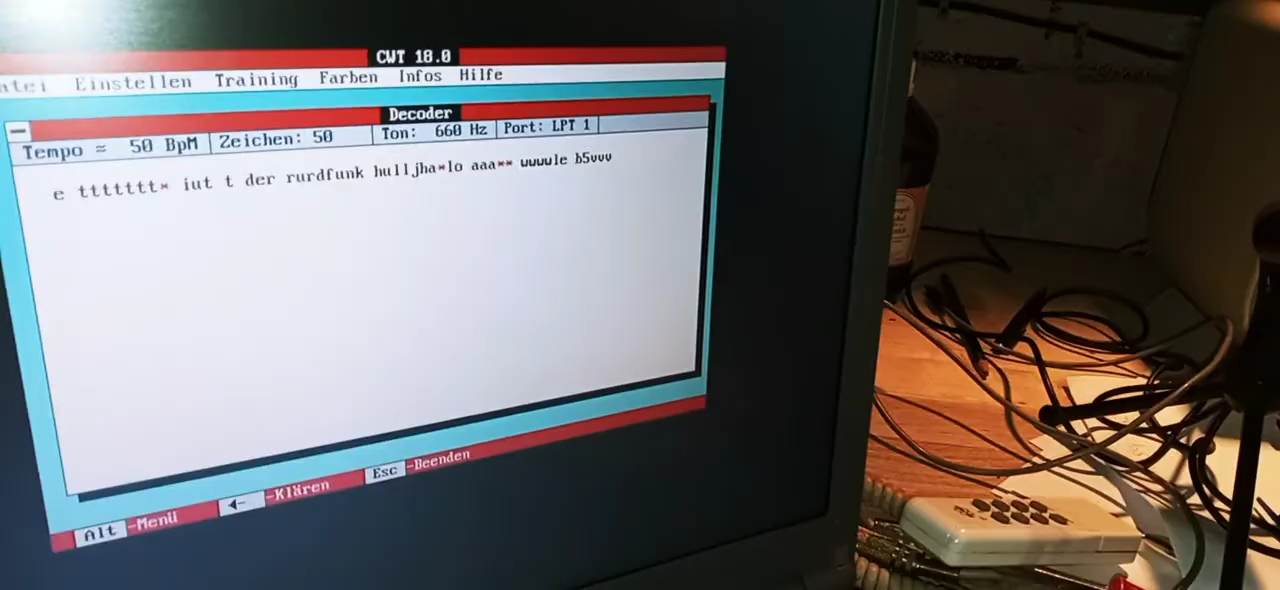 CWT 18.0
atei Einstellen Training Farben Infos Hilfe
Decoder
Tempo ≈ 50 BpM Zeichen: 50 Ton: 660 Hz Port: LPT 1
e ttttttt* iut t der rurdfunk hulljha*lo aaa** uuuule b5vvv
Alt -Menü ←- -Klären Esc -Beenden